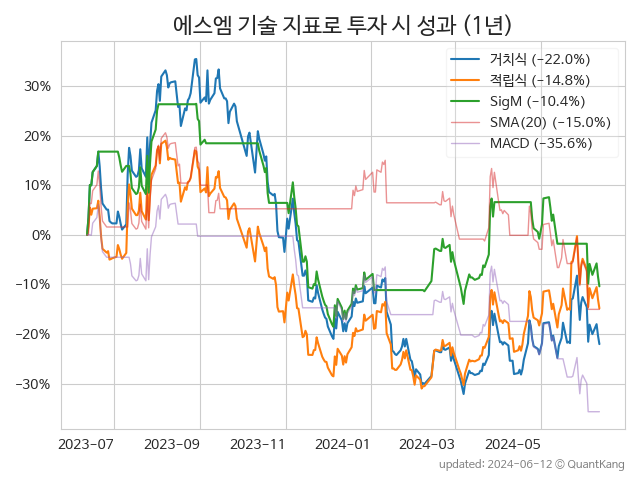 에스엠 기술 지표로 투자 시 성과 (1년)
거치식 (−22.0%)
적립식 (−14.8%)
SigM (−10.4%)
SMA(20) (−15.0%)
MACD (−35.6%)
30%
20%
10%
0%
−10%
−20%
−30%
2023-07 2023-09 2023-11 2024-01 2024-03 2024-05
updated: 2024-06-12 © QuantKang